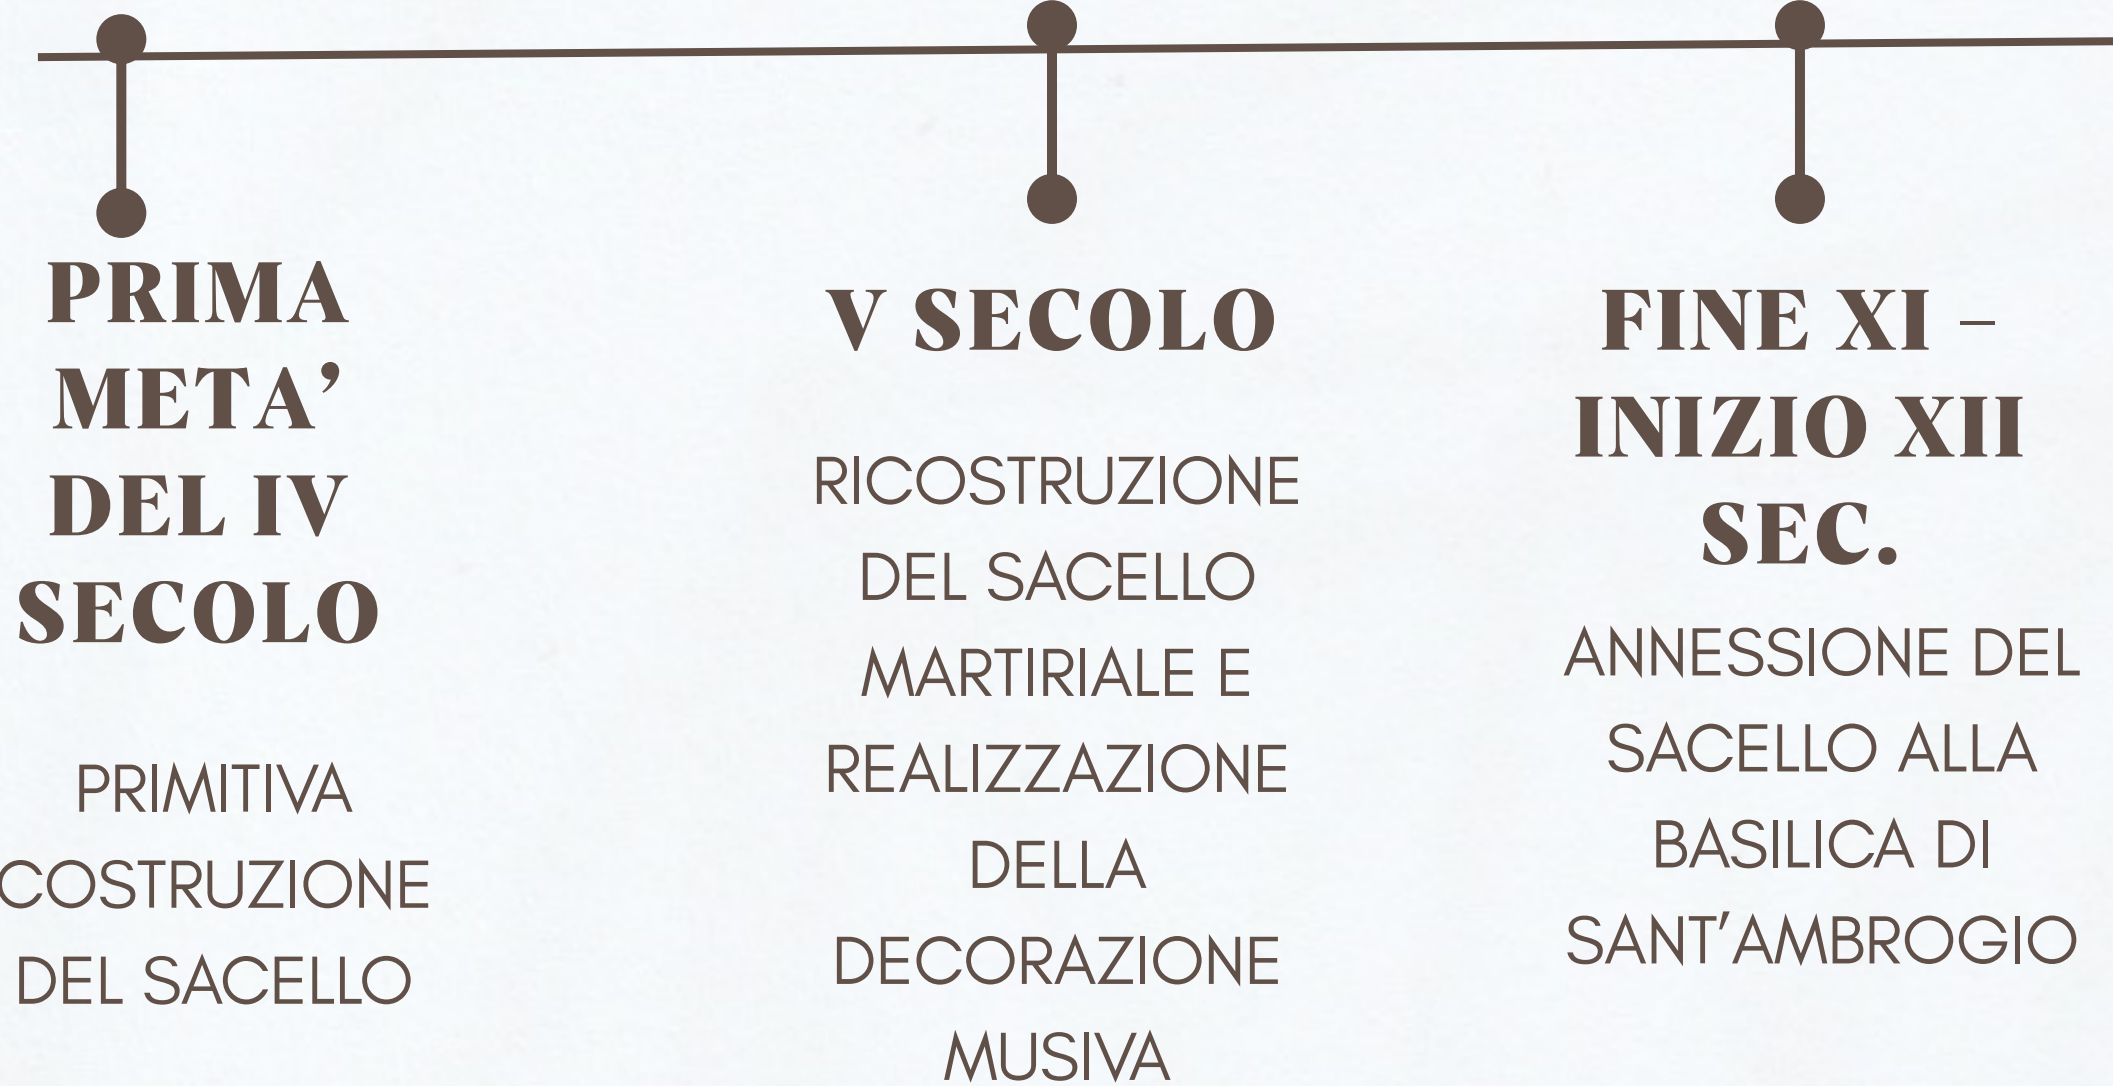 PRIMA
META’
DEL IV
SECOLO
PRIMITIVA
COSTRUZIONE
DEL SACELLO
V SECOLO
RICOSTRUZIONE
DEL SACELLO
MARTIRIALE E
REALIZZAZIONE
DELLA
DECORAZIONE
MUSIVA
FINE XI –
INIZIO XII
SEC.
ANNESSIONE DEL
SACELLO ALLA
BASILICA DI
SANT’AMBROGIO